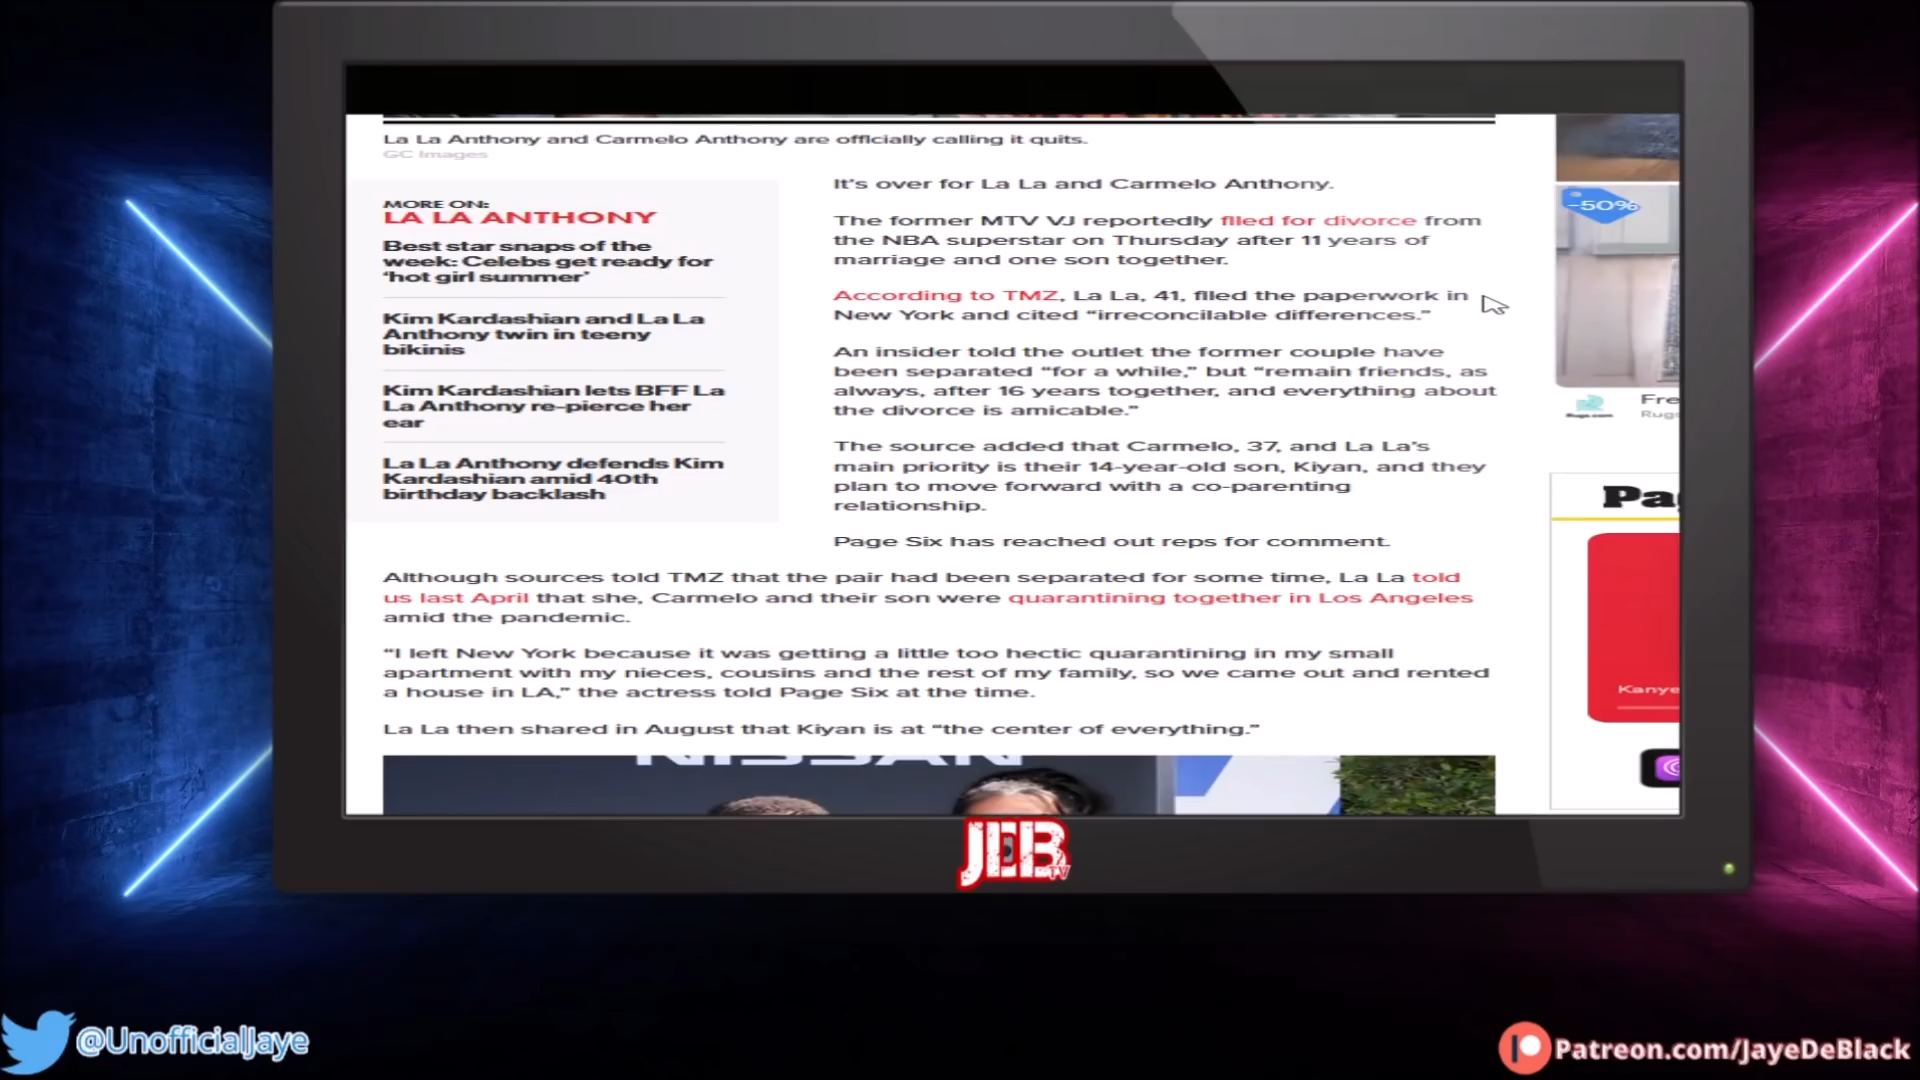 La La Anthony and Carmelo Anthony are officially calling it quits.
GC Images
MORE ON:
LA LA ANTHONY
Best star snaps of the
week: Celebs get ready for
‘hot girl summer’
Kim Kardashian and La La
Anthony twin in teeny
bikinis
Kim Kardashian lets BFF La
La Anthony re-pierce her
ear
La La Anthony defends Kim
Kardashian amid 40th
birthday backlash
It’s over for La La and Carmelo Anthony.
The former MTV VJ reportedly filed for divorce from
the NBA superstar on Thursday after 11 years of
marriage and one son together.
According to TMZ, La La, 41, filed the paperwork in
New York and cited “irreconcilable differences.”
An insider told the outlet the former couple have
been separated “for a while,” but “remain friends, as
always, after 16 years together, and everything about
the divorce is amicable.”
The source added that Carmelo, 37, and La La’s
main priority is their 14-year-old son, Kiyan, and they
plan to move forward with a co-parenting
relationship.
Page Six has reached out reps for comment.
Although sources told TMZ that the pair had been separated for some time, La La told
us last April that she, Carmelo and their son were quarantining together in Los Angeles
amid the pandemic.
“I left New York because it was getting a little too hectic quarantining in my small
apartment with my nieces, cousins and the rest of my family, so we came out and rented
a house in LA,” the actress told Page Six at the time.
La La then shared in August that Kiyan is at “the center of everything.”
NISSAN
-50%
Fre
Rugs.com
Rugs
Pa
Kanye
JEB
TV
@UnofficialJaye
Patreon.com/JayeDeBlack